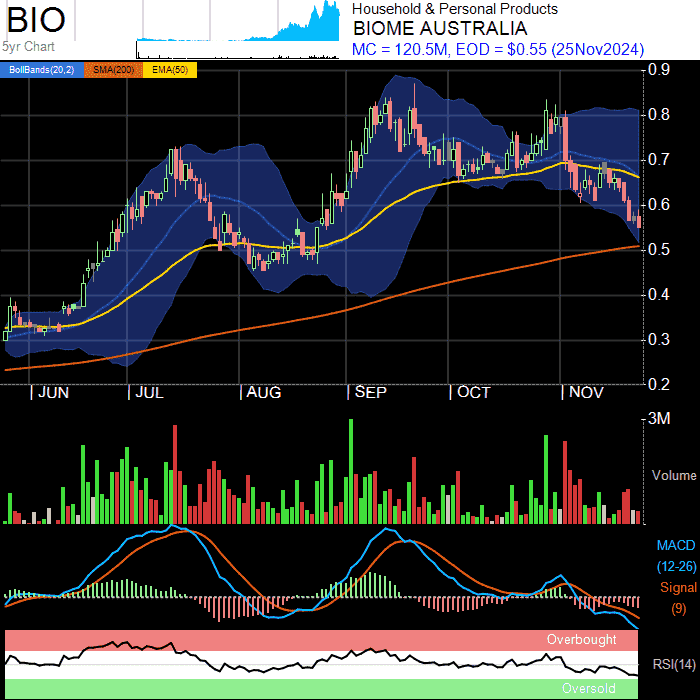 BIO
5yr Chart
Household & Personal Products
BIOME AUSTRALIA
MC = 120.5M, EOD = $0.55 (25Nov2024)
BollBands(20,2) SMA(200) EMA(50)
0.9
0.8
0.7
0.6
0.5
0.4
0.3
0.2
JUN JUL AUG SEP OCT NOV
3M
Volume
MACD
(12-26)
Signal
(9)
Overbought
RSI(14)
Oversold